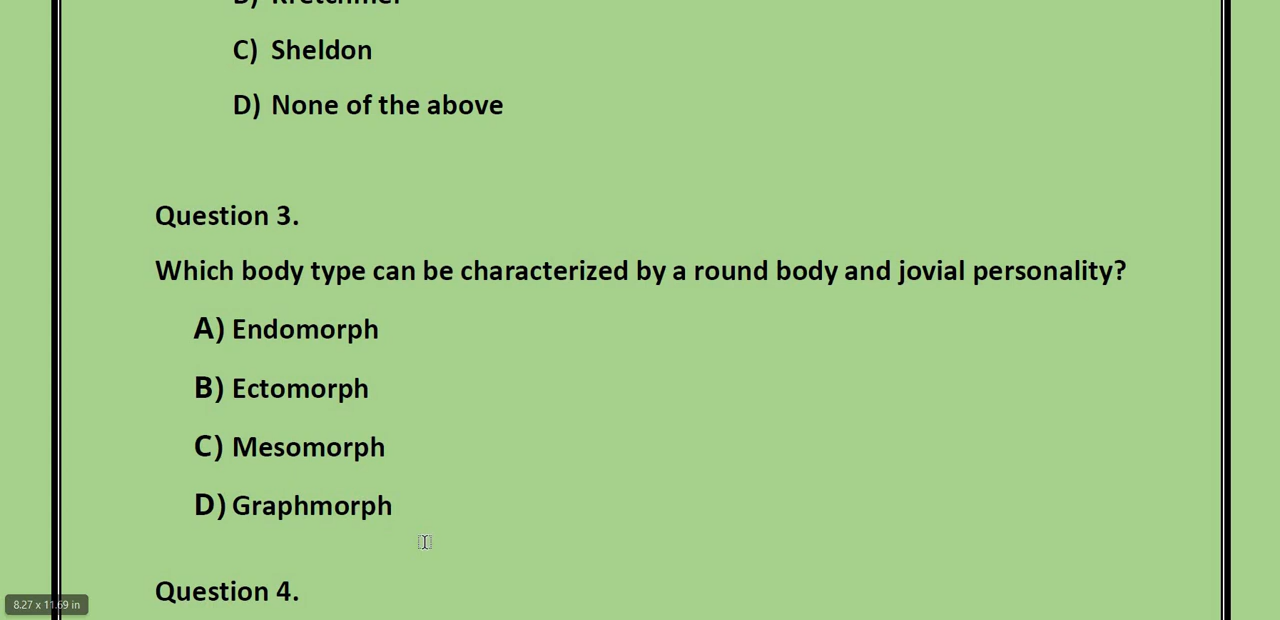 C) Sheldon
D) None of the above
Question 3.
Which body type can be characterized by a round body and jovial personality?
A) Endomorph
B) Ectomorph
C) Mesomorph
D) Graphmorph
Question 4.
8.27 x 11.69 in